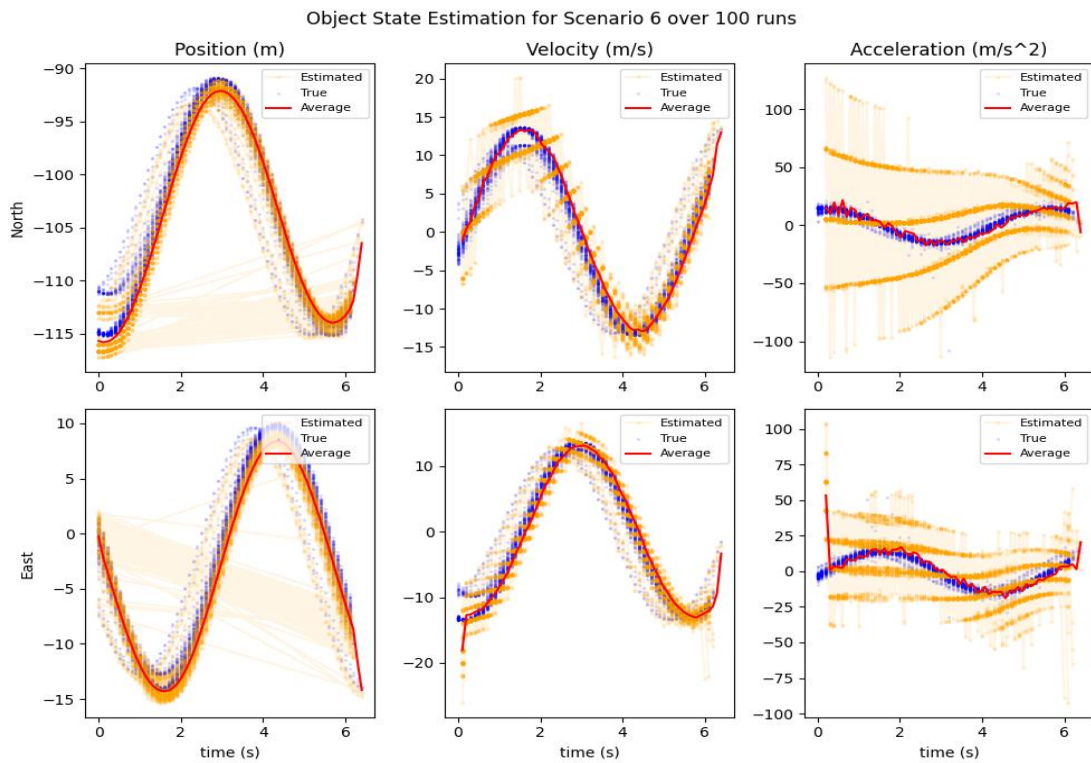 Object State Estimation for Scenario 6 over 100 runs
Position (m)
Velocity (m/s)
Acceleration (m/s^2)
North
−90
−95
−100
−105
−110
−115
0
2
4
6
Estimated
True
Average
20
15
10
5
0
−5
−10
−15
0
2
4
6
Estimated
True
Average
100
50
0
−50
−100
0
2
4
6
Estimated
True
Average
East
10
5
0
−5
−10
−15
0
2
4
6
time (s)
Estimated
True
Average
10
0
−10
−20
0
2
4
6
time (s)
Estimated
True
Average
100
75
50
25
0
−25
−50
−75
−100
0
2
4
6
time (s)
Estimated
True
Average